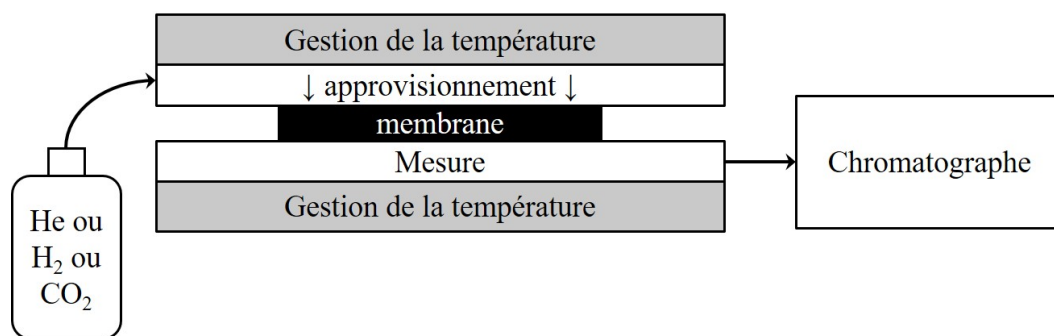 Gestion de la température
↓ approvisionnement ↓
membrane
Mesure
Gestion de la température
Chromatographe
He ou
H₂ ou
CO₂